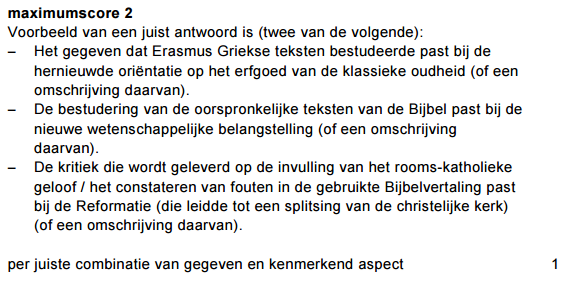 maximumscore 2
Voorbeeld van een juist antwoord is (twee van de volgende):
– Het gegeven dat Erasmus Griekse teksten bestudeerde past bij de
hernieuwde oriëntatie op het erfgoed van de klassieke oudheid (of een
omschrijving daarvan).
– De bestudering van de oorspronkelijke teksten van de Bijbel past bij de
nieuwe wetenschappelijke belangstelling (of een omschrijving
daarvan).
– De kritiek die wordt geleverd op de invulling van het rooms-katholieke
geloof / het constateren van fouten in de gebruikte Bijbelvertaling past
bij de Reformatie (die leidde tot een splitsing van de christelijke kerk)
(of een omschrijving daarvan).
per juiste combinatie van gegeven en kenmerkend aspect 1